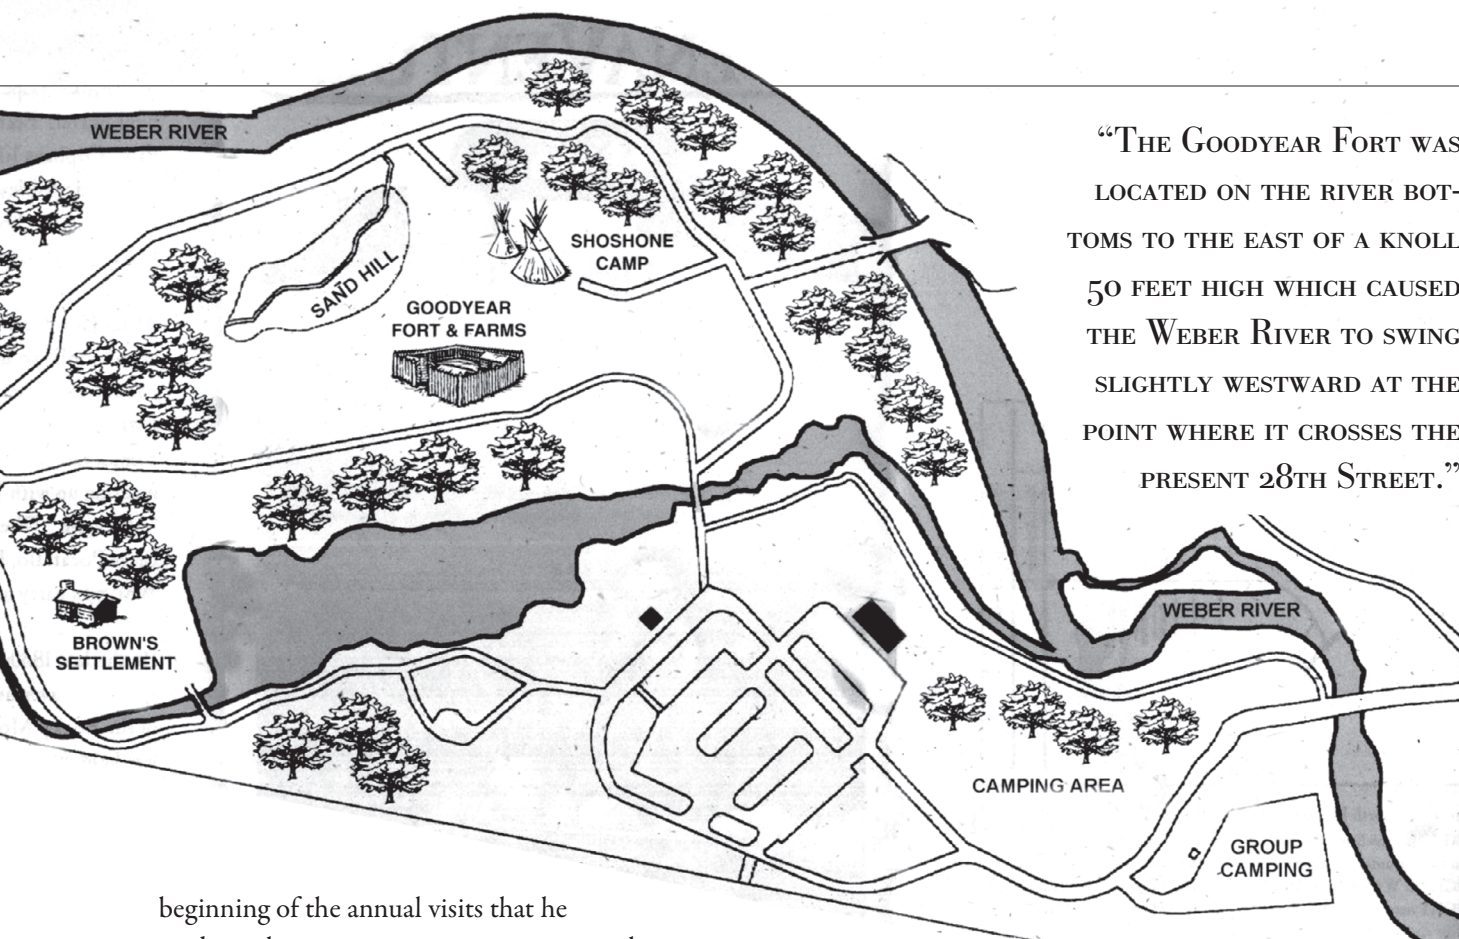 WEBER RIVER
“The Goodyear Fort was
located on the river bot-
toms to the east of a knoll
50 feet high which caused
the Weber River to swing
slightly westward at the
point where it crosses the
present 28th Street.”
SHOSHONE
CAMP
SAND HILL
GOODYEAR
FORT & FARMS
WEBER RIVER
BROWN'S
SETTLEMENT
CAMPING AREA
GROUP
CAMPING
beginning of the annual visits that he